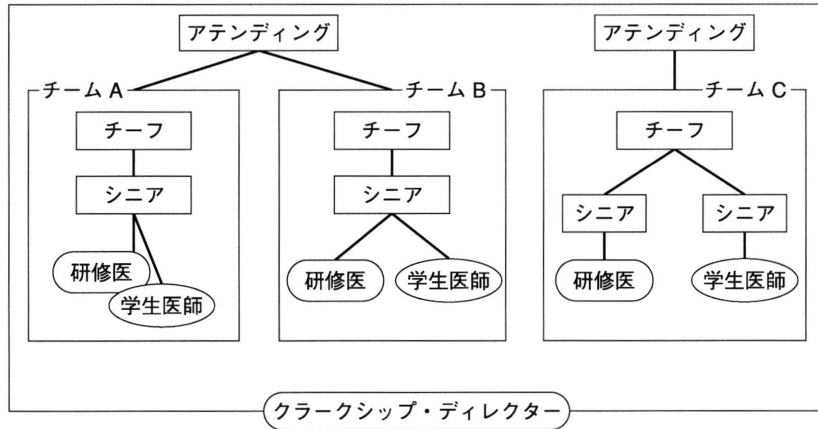 アテンディング
アテンディング
チーム A
チーム B
チーム C
チーフ
チーフ
チーフ
シニア
シニア
シニア
シニア
研修医
学生医師
研修医
学生医師
研修医
学生医師
クラークシップ・ディレクター